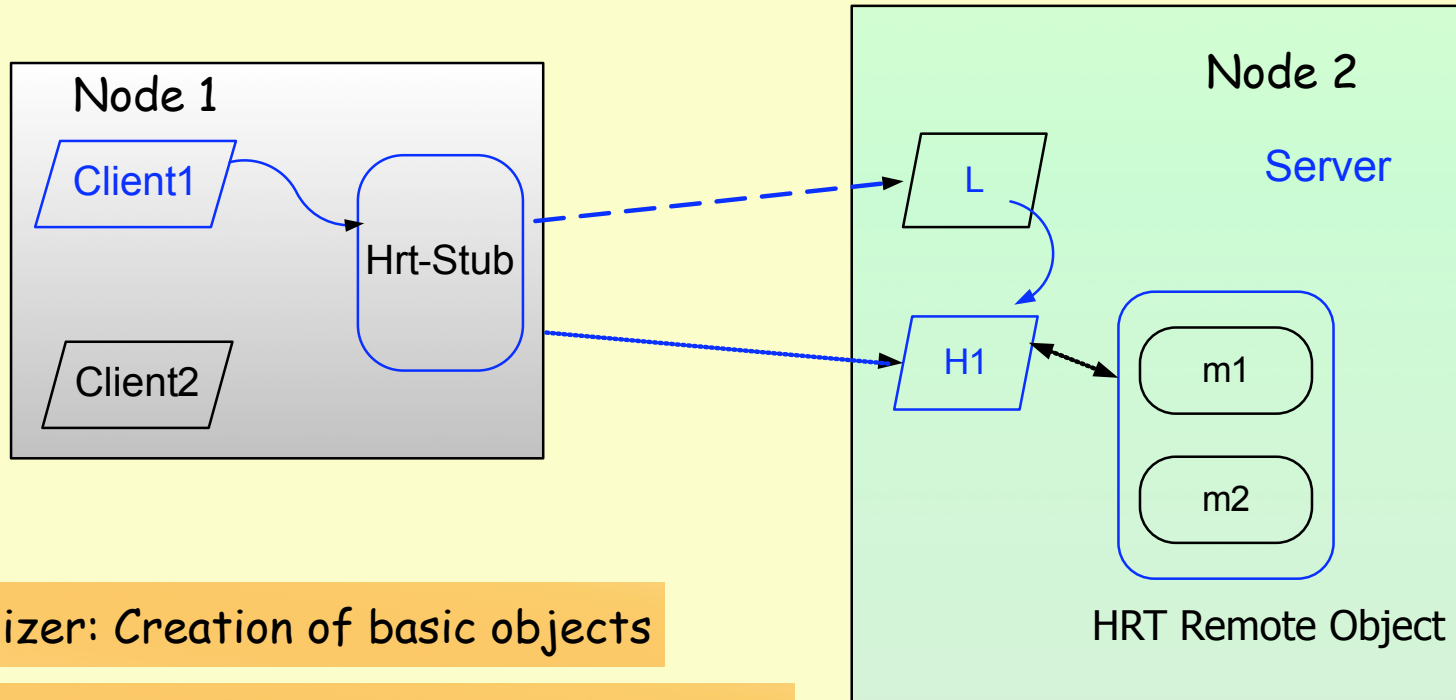 Node 1
Client1
Hrt-Stub
Client2
Node 2
Server
L
H1
m1
m2
HRT Remote Object
izer: Creation of basic objects